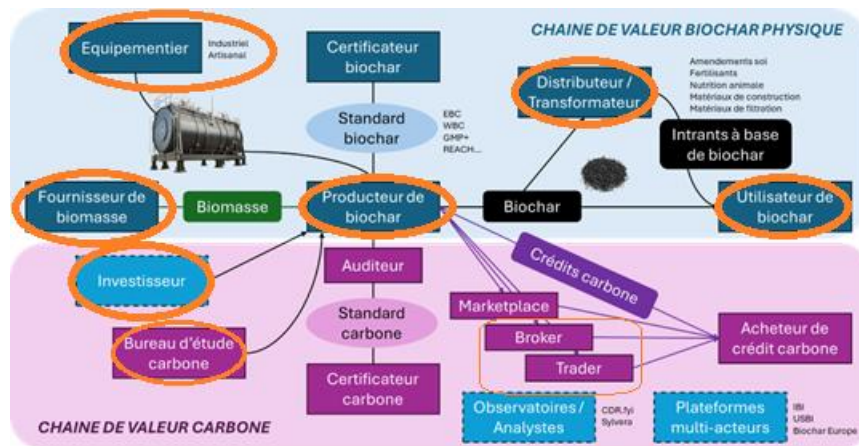 CHAINE DE VALEUR BIOCHAR PHYSIQUE
Equipementier
Industriel
Artisanal
Certificateur
biochar
Distributeur /
Transformateur
Amendements soi
Fertilisants
Nutrition animale
Matériaux de construction
Matériaux de filtration
Standard
biochar
EBC
WBC
GMP+
REACH...
Intrants à base
de biochar
Fournisseur de
biomasse
Biomasse
Producteur de
biochar
Biochar
Utilisateur de
biochar
Investisseur
Auditeur
Crédits carbone
Marketplace
Bureau d'étude
carbone
Standard
carbone
Broker
Trader
Acheteur de
crédit carbone
Certificateur
carbone
Observatoires /
Analystes
CDR.fyi
Sylvera
Plateformes
multi-acteurs
IBI
USBI
Biochar Europe
CHAINE DE VALEUR CARBONE